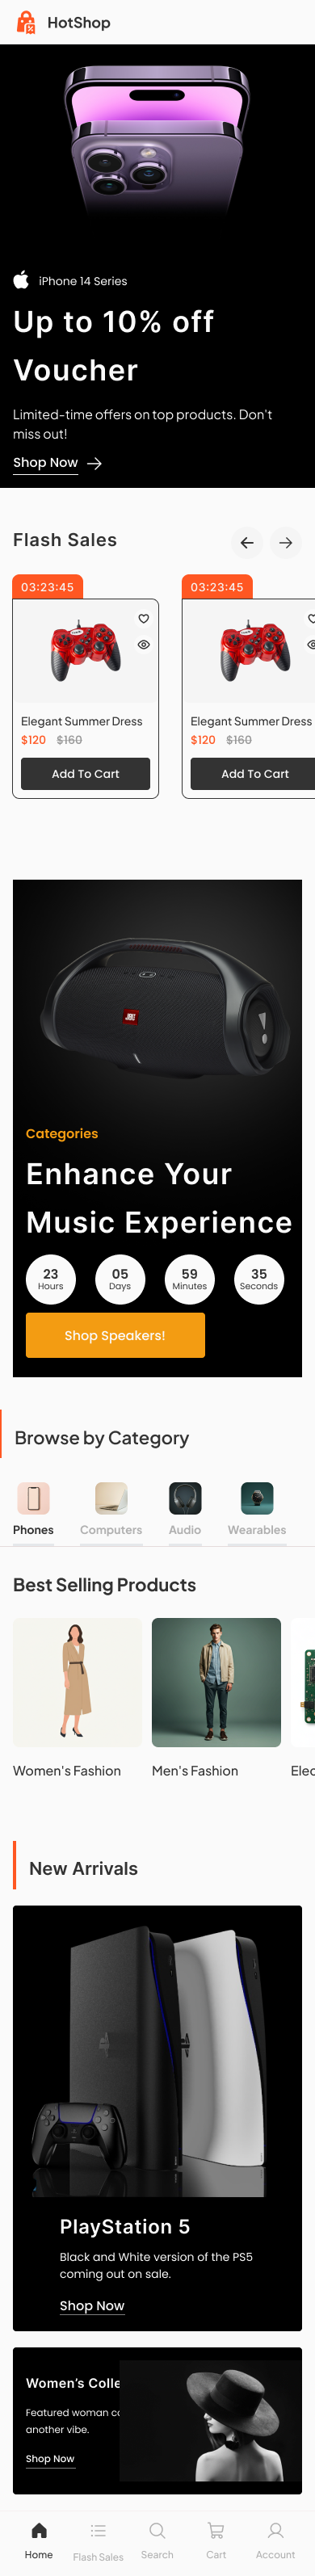 HotShop
iPhone 14 Series
Up to 10% off
Voucher
Limited-time offers on top products. Don't
miss out!
Shop Now
Flash Sales
03:23:45
03:23:45
Elegant Summer Dress
Elegant Summer Dress
$120 $160
$120 $160
Add To Cart
Add To Cart
JBL
Categories
Enhance Your
Music Experience
23
Hours
05
Days
59
Minutes
35
Seconds
Shop Speakers!
Browse by Category
Phones
Computers
Audio
Wearables
Best Selling Products
Women's Fashion
Men's Fashion
Elec
New Arrivals
PlayStation 5
Black and White version of the PS5
coming out on sale.
Shop Now
Women's Colle
Featured woman co
another vibe.
Shop Now
Home
Flash Sales
Search
Cart
Account